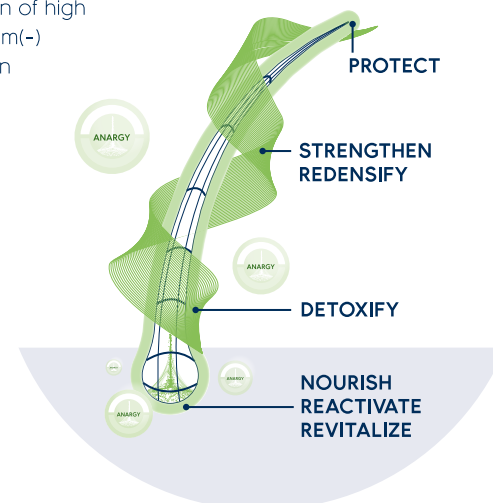 n of high
m(-)
n
PROTECT
ANARGY
STRENGTHEN
REDENSIFY
ANARGY
DETOXIFY
ANARGY
NOURISH
REACTIVATE
REVITALIZE
ANARGY